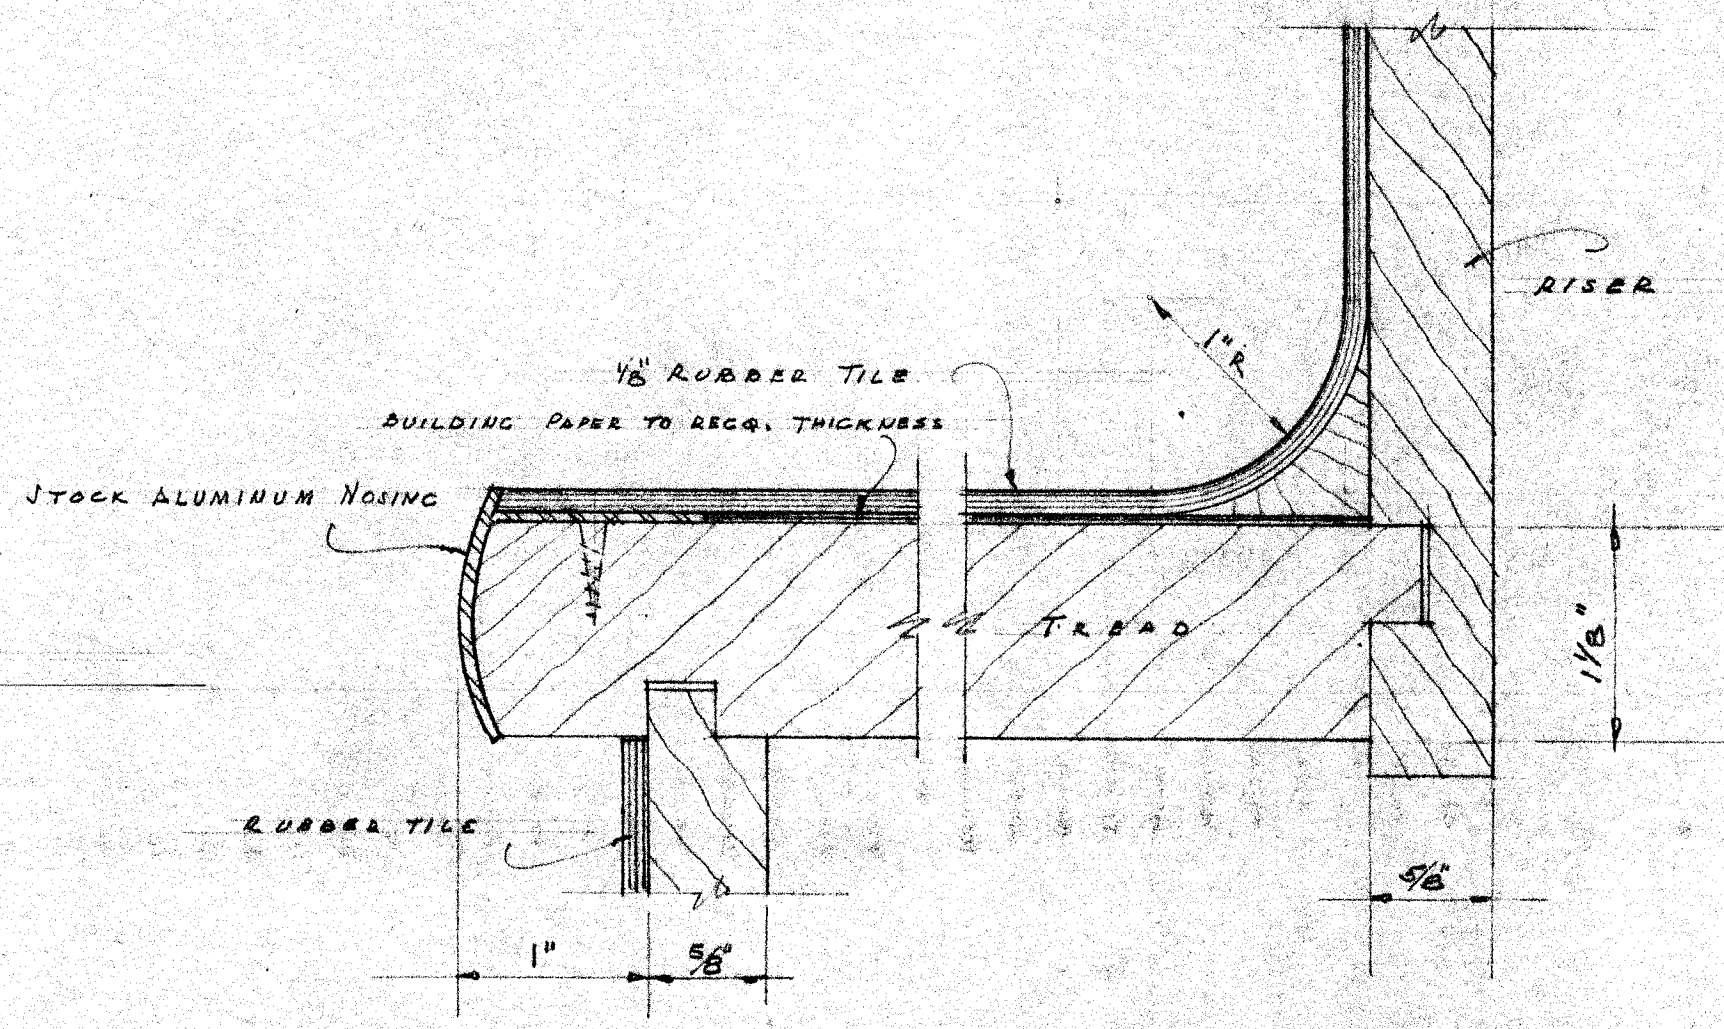 RISER
1" R
1/8" RUBBER TILE
BUILDING PAPER TO REQ. THICKNESS
STOCK ALUMINUM NOSING
TREAD
1 1/8"
RUBBER TILE
5/8"
1"
5/8"